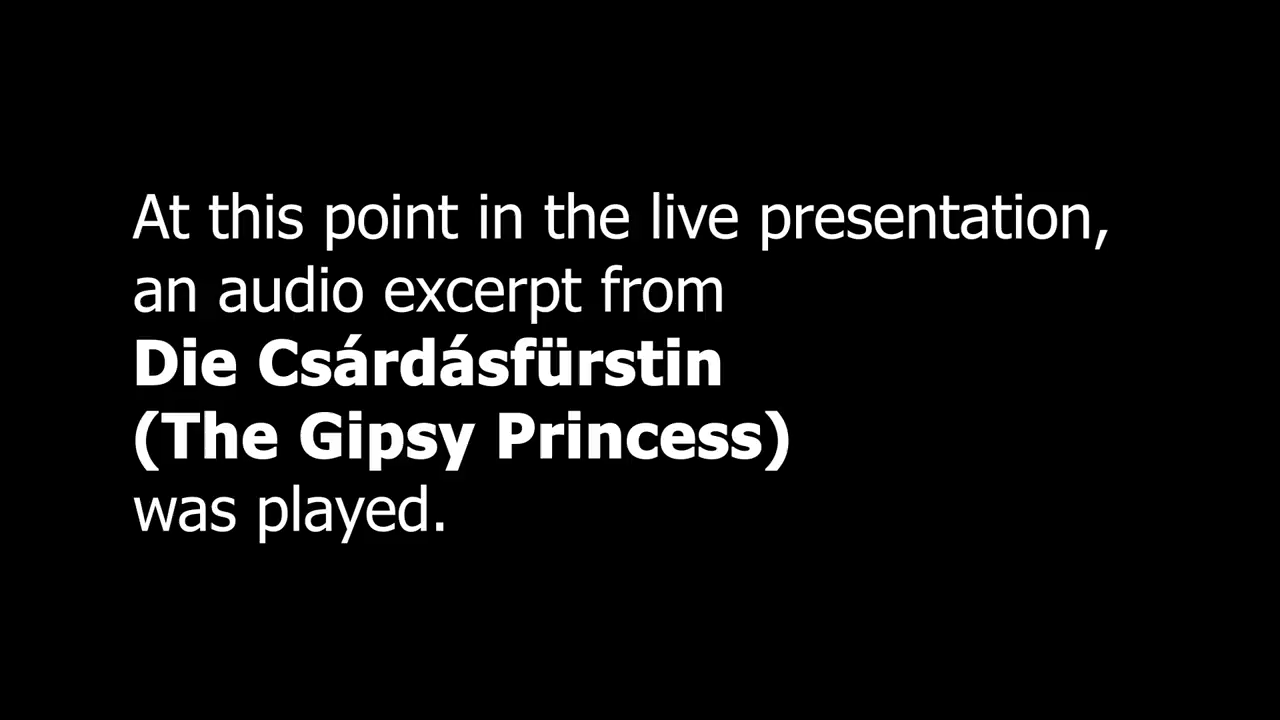 At this point in the live presentation,
an audio excerpt from
Die Csárdásfürstin
(The Gipsy Princess)
was played.